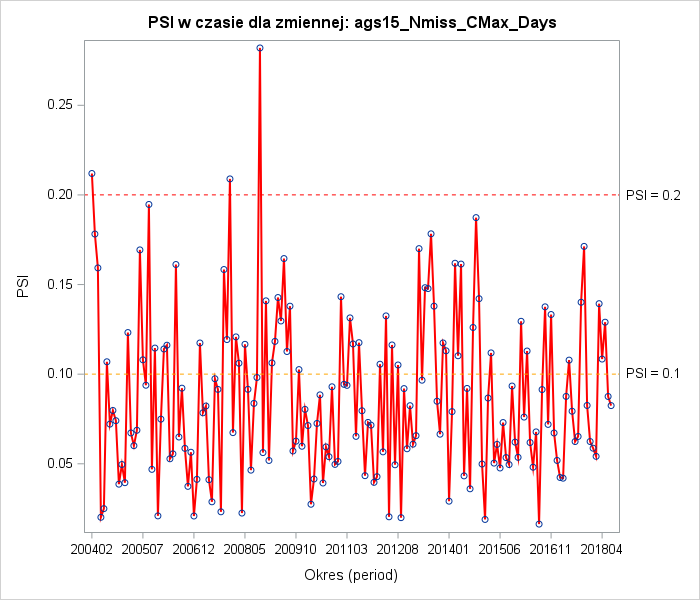 PSI w czasie dla zmiennej: ags15_Nmiss_CMax_Days
0.25
0.20
PSI = 0.2
0.15
PSI
0.10
PSI = 0.1
0.05
200402 200507 200612 200805 200910 201103 201208 201401 201506 201611 201804
Okres (period)